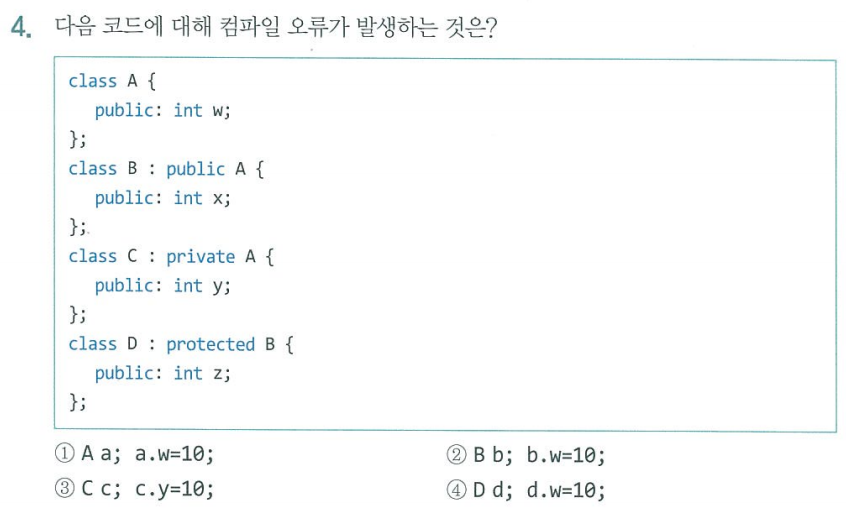 4. 다음 코드에 대해 컴파일 오류가 발생하는 것은?
class A {
public: int w;
};
class B : public A {
public: int x;
};
class C : private A {
public: int y;
};
class D : protected B {
public: int z;
};
① A a; a.w=10; ② B b; b.w=10;
③ C c; c.y=10; ④ D d; d.w=10;